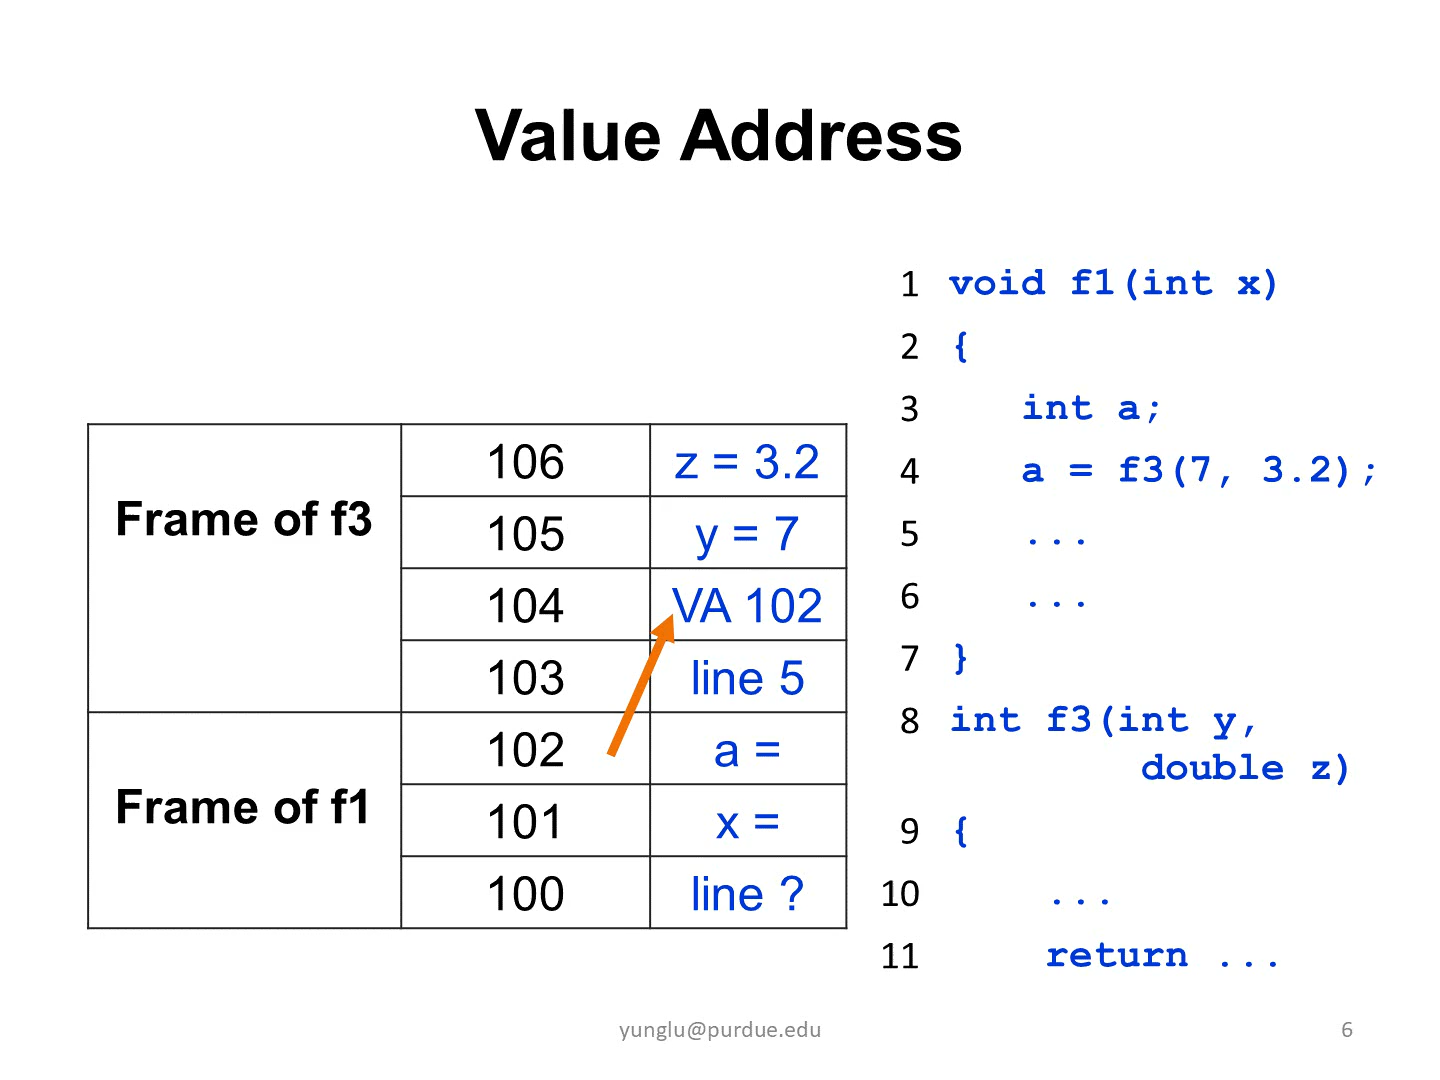 Value Address
Frame of f3
106 z = 3.2
105 y = 7
104 VA 102
103 line 5
Frame of f1
102 a =
101 x =
100 line ?
1 void f1(int x)
2 {
3 int a;
4 a = f3(7, 3.2);
5 ...
6 ...
7 }
8 int f3(int y,
double z)
9 {
10 ...
11 return ...
yunglu@purdue.edu
6